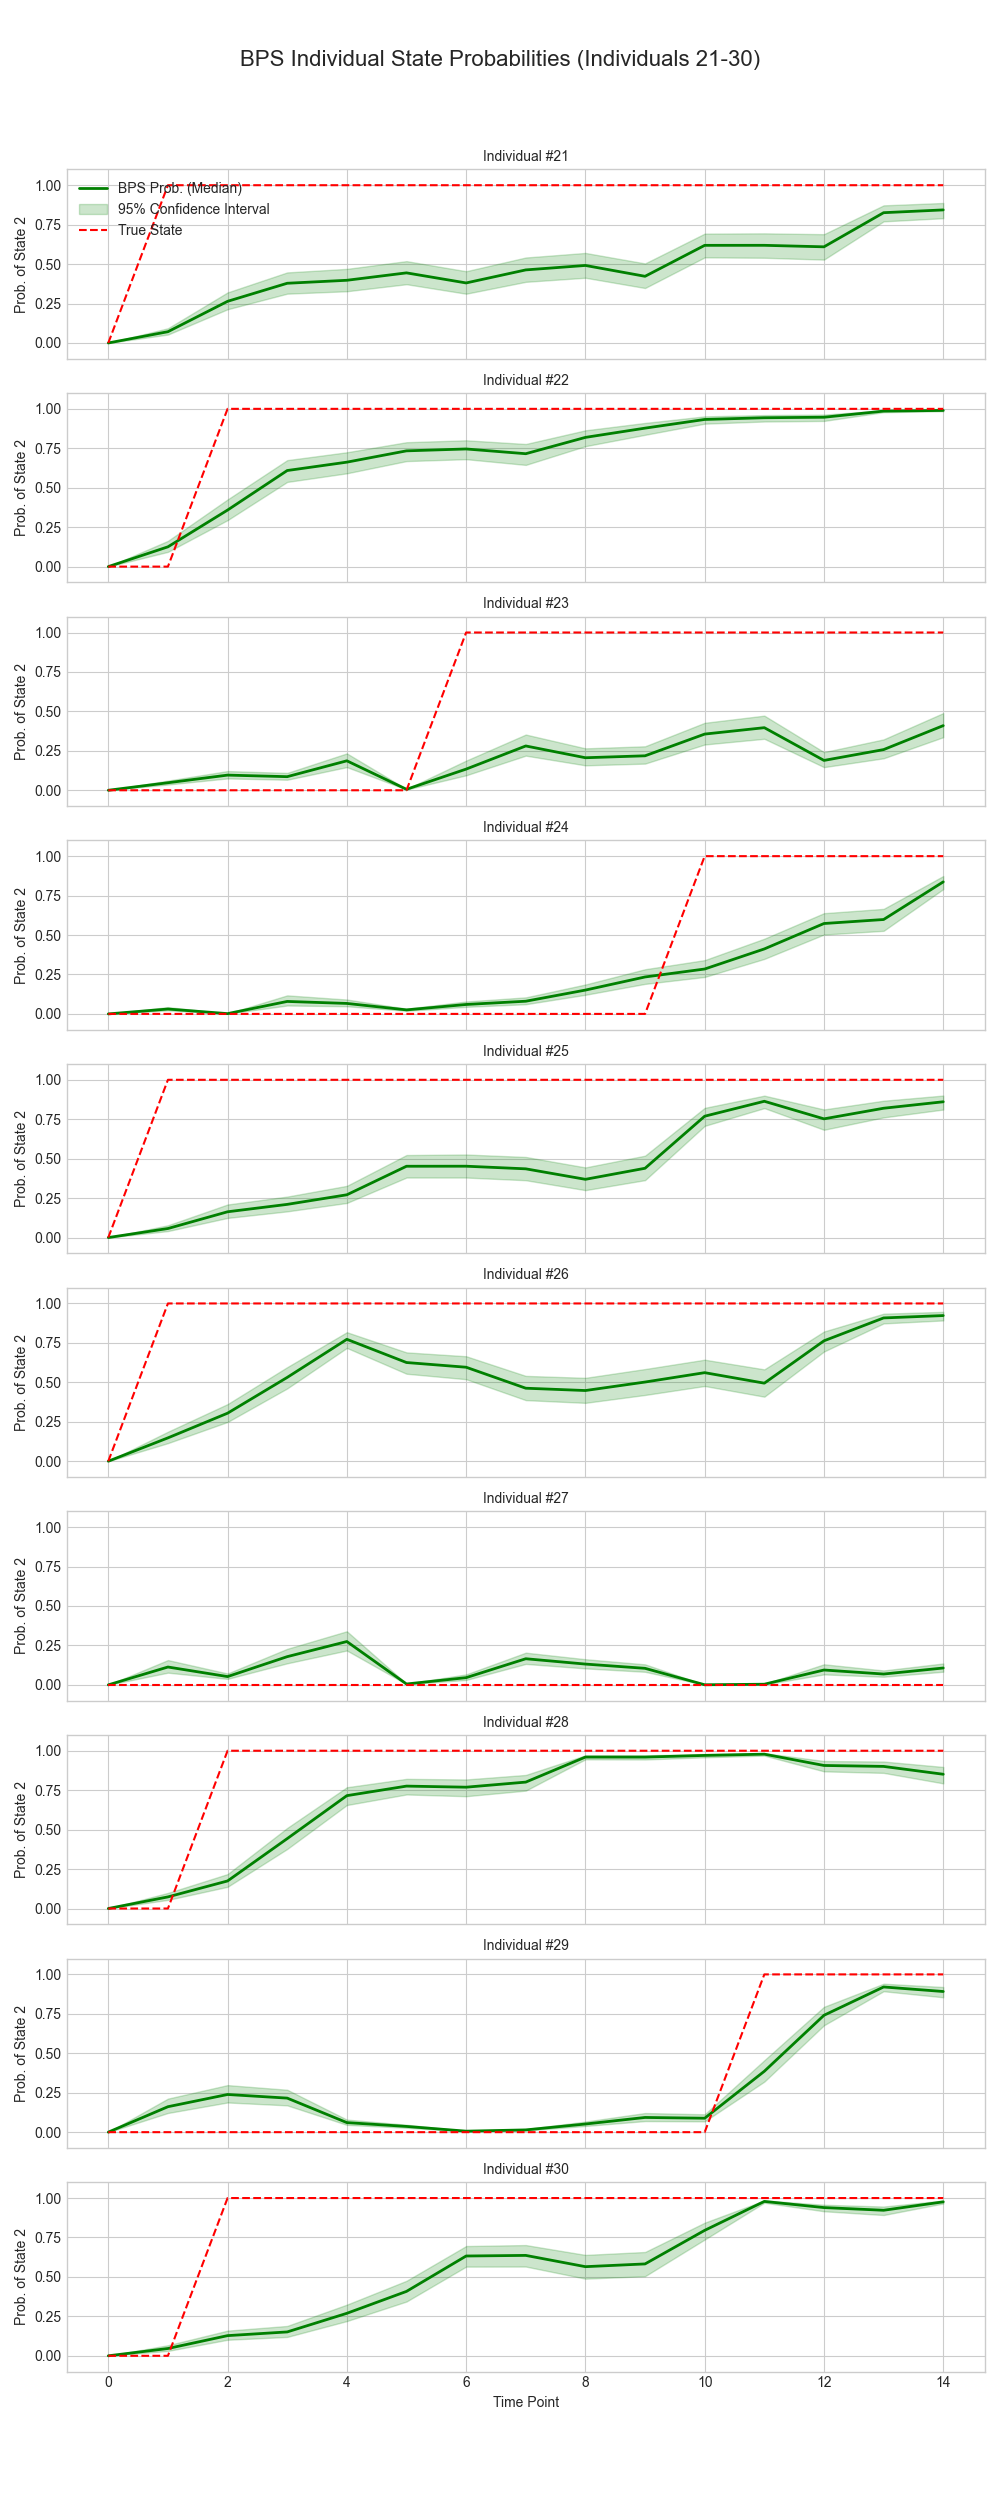 BPS Individual State Probabilities (Individuals 21-30)
Individual #21
BPS Prob. (Median)
95% Confidence Interval
True State
1.00
0.75
0.50
0.25
0.00
Prob. of State 2
Individual #22
1.00
0.75
0.50
0.25
0.00
Prob. of State 2
Individual #23
1.00
0.75
0.50
0.25
0.00
Prob. of State 2
Individual #24
1.00
0.75
0.50
0.25
0.00
Prob. of State 2
Individual #25
1.00
0.75
0.50
0.25
0.00
Prob. of State 2
Individual #26
1.00
0.75
0.50
0.25
0.00
Prob. of State 2
Individual #27
1.00
0.75
0.50
0.25
0.00
Prob. of State 2
Individual #28
1.00
0.75
0.50
0.25
0.00
Prob. of State 2
Individual #29
1.00
0.75
0.50
0.25
0.00
Prob. of State 2
Individual #30
1.00
0.75
0.50
0.25
0.00
Prob. of State 2
0 2 4 6 8 10 12 14
Time Point